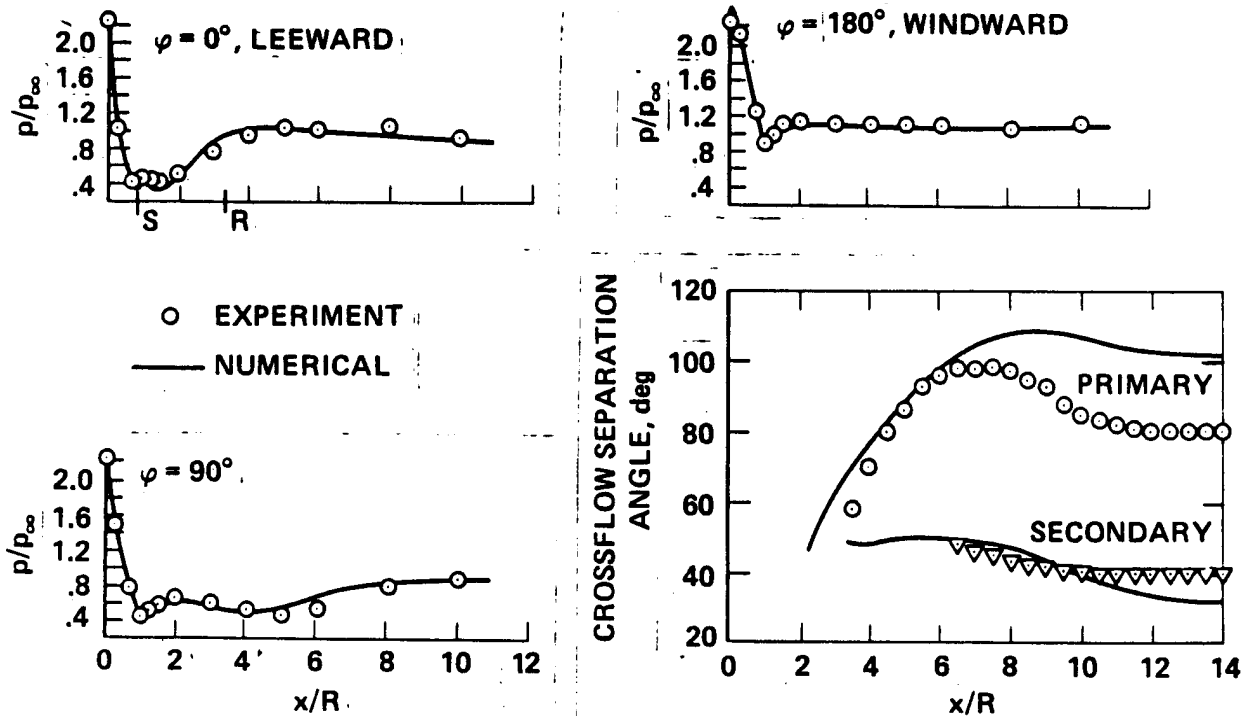 φ = 0°, LEEWARD
p/p∞
2.0
1.6
1.2
.8
.4
S
R
φ = 180°, WINDWARD
p/p∞
2.0
1.6
1.2
.8
.4
EXPERIMENT
NUMERICAL
φ = 90°
p/p∞
2.0
1.6
1.2
.8
.4
0 2 4 6 8 10 12
x/R
CROSSFLOW SEPARATION
ANGLE, deg
120
100
80
60
40
20
PRIMARY
SECONDARY
0 2 4 6 8 10 12 14
x/R